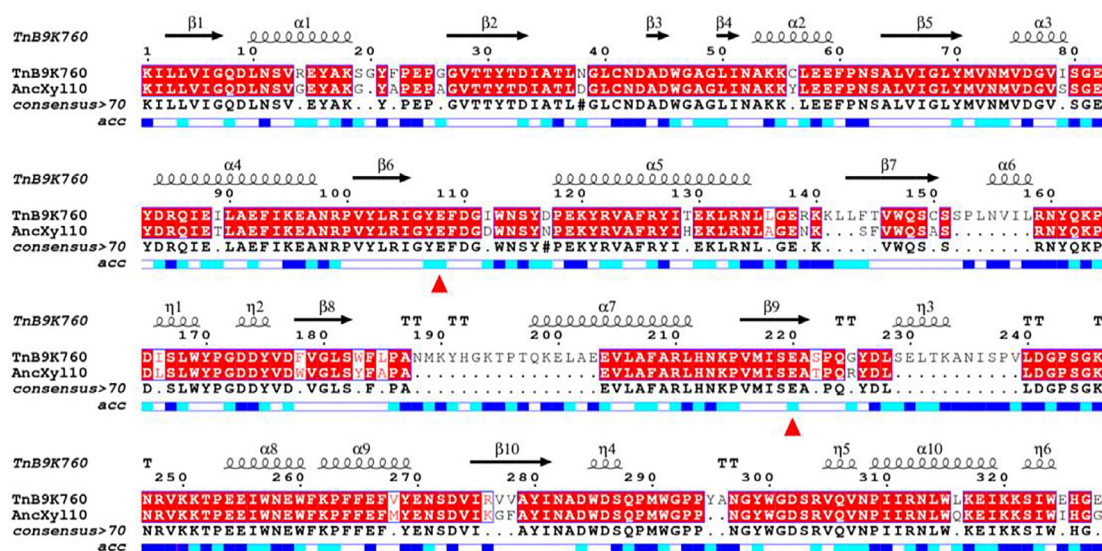 β1 α1 β2 β3 β4 α2 β5 α3
TnB9K760
1 10 20 30 40 50 60 70 80
TnB9K760 KILLVIGQDLNSVREYAKSGYFPEPGGVTTYTDIATLNGLCNDADWGAGLINAKKCLEEFPNSALVIGLYMVNMVDGVISGE
AncXyl10 KILLVIGQDLNSVGEYAK..YAPEPAGVTTYTDIATLDGLCNDADWGAGLINAKKYLEEFPNSALVIGLYMVNMVDGVSSGE
consensus>70 KILLVIGQDLNSV.EYAK..Y.PEP.GVTTYTDIATL#GLCNDADWGAGLINAKK.LEEFPNSALVIGLYMVNMVDGV.SGE
acc
α4 β6 α5 β7 α6
TnB9K760
90 100 110 120 130 140 150 160
TnB9K760 YDRQIEILAEFIKEANRPVYLRIGYEFDGIWNSYDPEKYRVAFRYITEKLRNLLGERKKLLFTVWQSCSSPLNVILRNYQKP
AncXyl10 YDRQIETLAEFIKEANRPVYLRIGYEFDGDWNSYNPEKYRVAFRYIHEKLRNLAGENK...SFVWQSAS.......RNYQKP
consensus>70 YDRQIE.LAEFIKEANRPVYLRIGYEFDG.WNSY#PEKYRVAFRYI.EKLRNL.GE.K.....VWQS.S.......RNYQKP
acc
η1 η2 β8 α7 β9 η3
TnB9K760 TT TT TT TT TT
170 180 190 200 210 220 230 240
TnB9K760 DISLWYPGDDYVDFVGLSWFLPANMKYHGKTPTQKELAEEVLAFARLHNKPVMISEASPQGYDLSELTKANISPVLDGPSGK
AncXyl10 DLSLWYPGDDYVDWVGLSYFAPA................EVLAFARLHNKPVMISEATPQRYDL...........LDGPSGK
consensus>70 D.SLWYPGDDYVD.VGLS.F.PA................EVLAFARLHNKPVMISEA.PQ.YDL...........LDGPSGK
acc
α8 α9 β10 η4 η5 α10 η6
TnB9K760 T TT
250 260 270 280 290 300 310 320
TnB9K760 NRVKKTPEEIWNEWFKPFFEFVYENSDVIRVVAYINADWDSQPMWGPPYANGYWGDSRVQVNPIIRNLWLKEIKKSIWEHGE
AncXyl10 NRVKKTPEEIWNEWFKPFFEFMYENSDVIKGFAYINADWDSQPMWGPP..NGYWGDSRVQVNPIIRNLWQKEIKKSIWIHGG
consensus>70 NRVKKTPEEIWNEWFKPFFEF.YENSDVI...AYINADWDSQPMWGPP..NGYWGDSRVQVNPIIRNLW.KEIKKSIW.HG.
acc